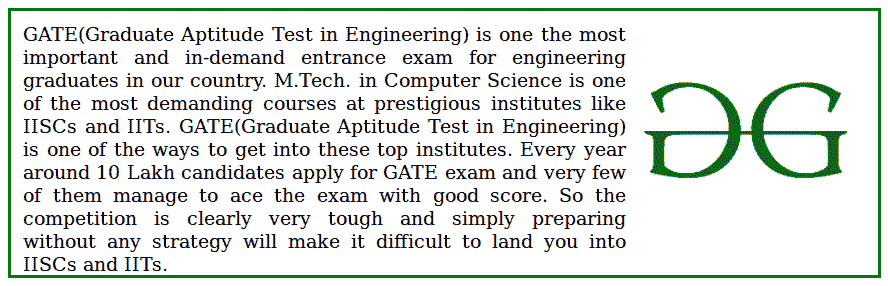 GATE(Graduate Aptitude Test in Engineering) is one the most
important and in-demand entrance exam for engineering
graduates in our country. M.Tech. in Computer Science is one
of the most demanding courses at prestigious institutes like
IISCs and IITs. GATE(Graduate Aptitude Test in Engineering)
is one of the ways to get into these top institutes. Every year
around 10 Lakh candidates apply for GATE exam and very few
of them manage to ace the exam with good score. So the
competition is clearly very tough and simply preparing
without any strategy will make it difficult to land you into
IISCs and IITs.